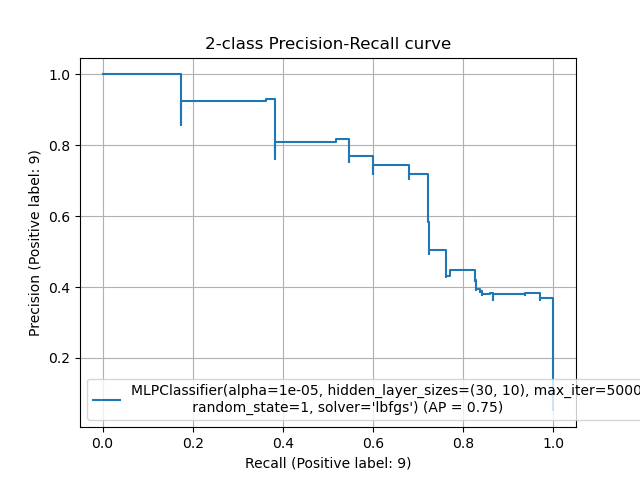 2-class Precision-Recall curve
Precision (Positive label: 9)
1.0
0.8
0.6
0.4
0.2
MLPClassifier(alpha=1e-05, hidden_layer_sizes=(30, 10), max_iter=5000
random_state=1, solver='lbfgs') (AP = 0.75)
0.0 0.2 0.4 0.6 0.8 1.0
Recall (Positive label: 9)